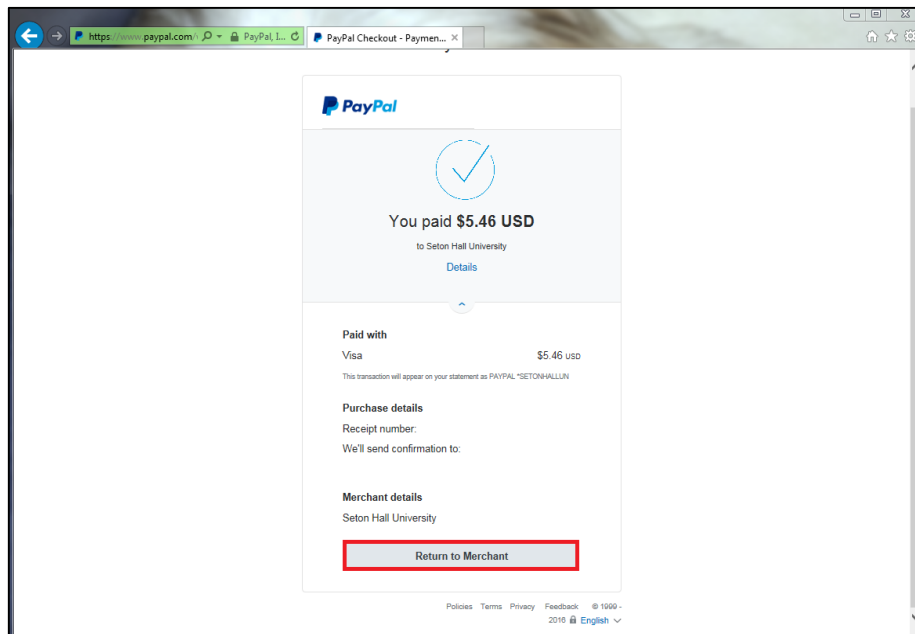 https://www.paypal.com/
PayPal, I...
PayPal Checkout - Paymen...
PayPal
You paid $5.46 USD
to Seton Hall University
Details
Paid with
Visa $5.46 USD
This transaction will appear on your statement as PAYPAL *SETONHALLUN
Purchase details
Receipt number:
We'll send confirmation to:
Merchant details
Seton Hall University
Return to Merchant
Policies Terms Privacy Feedback © 1999 -
2016 English